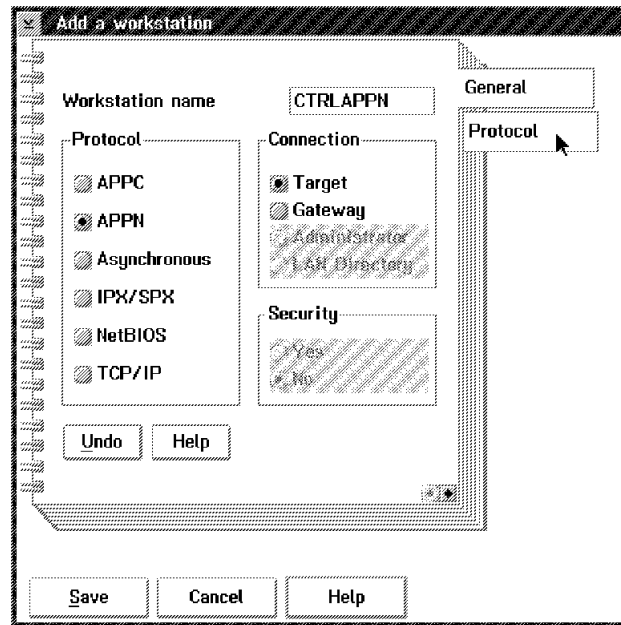 Add a workstation
General
Protocol
Workstation name CTRLAPPN
Protocol
APPC
APPN
Asynchronous
IPX/SPX
NetBIOS
TCP/IP
Connection
Target
Gateway
Administrator
LAN Directory
Security
Yes
No
Undo Help
Save Cancel Help